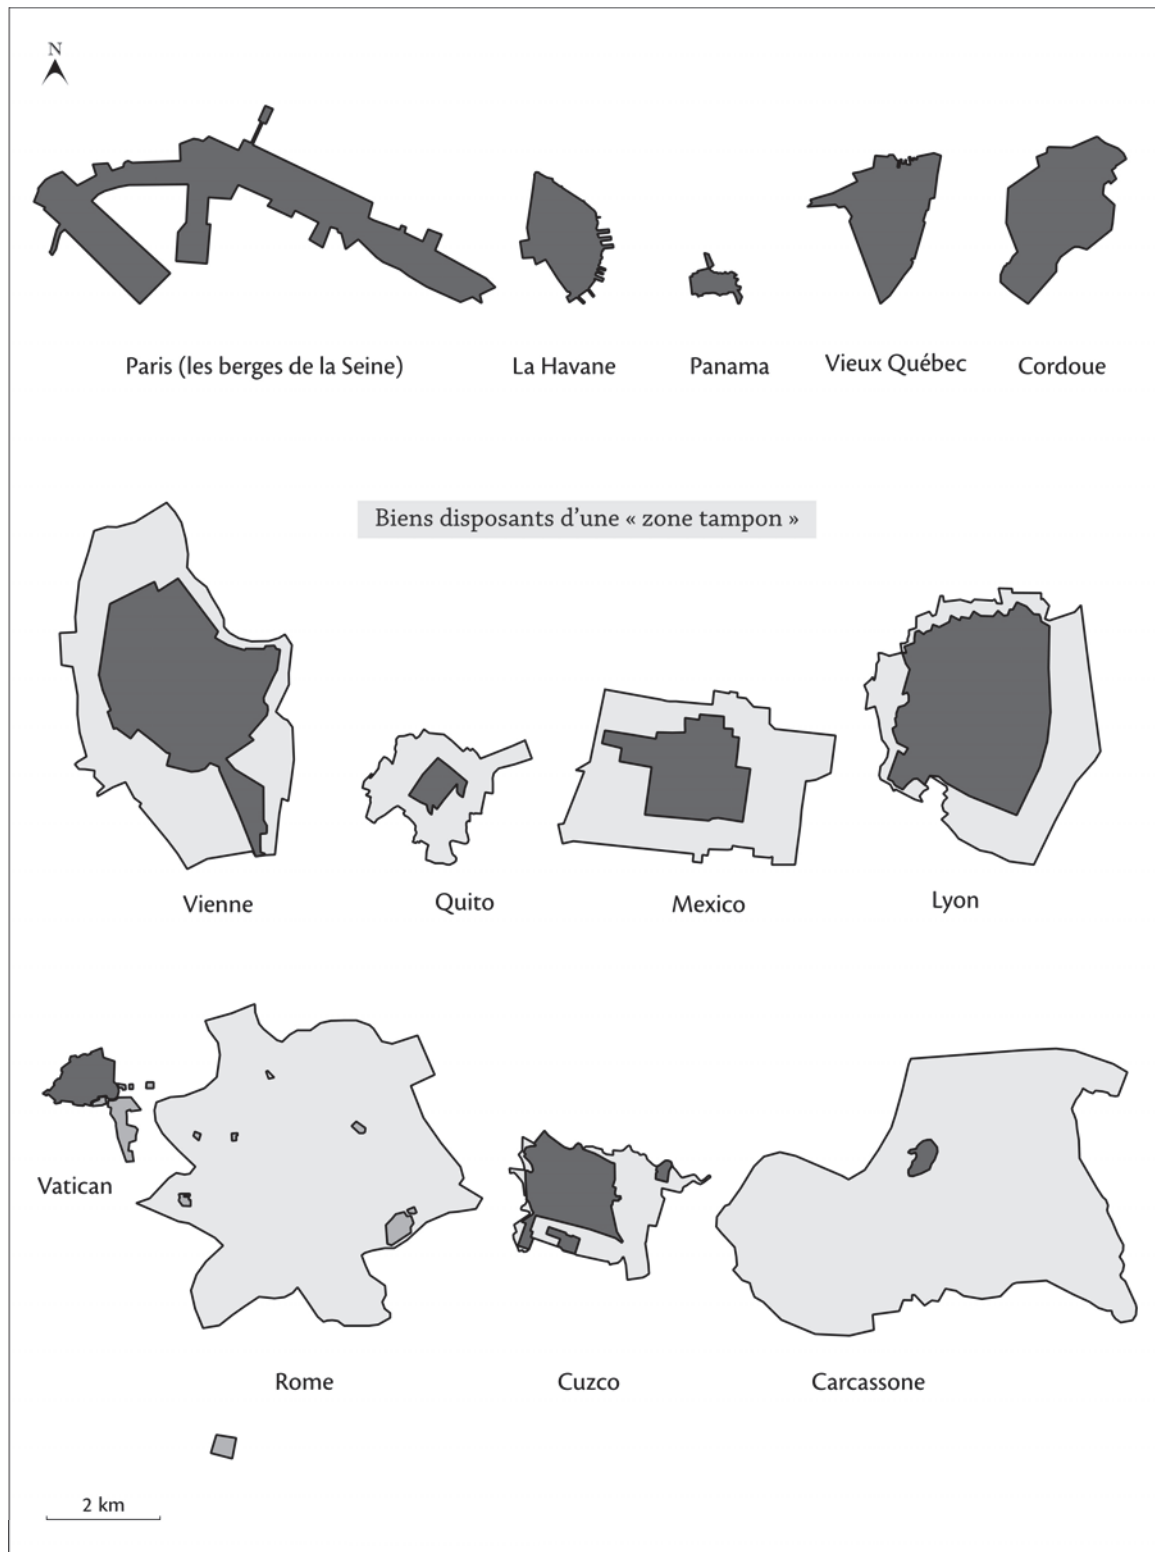 N
Paris (les berges de la Seine)
La Havane
Panama
Vieux Québec
Cordoue
Biens disposants d'une « zone tampon »
Vienne
Quito
Mexico
Lyon
Vatican
Rome
Cuzco
Carcassone
2 km